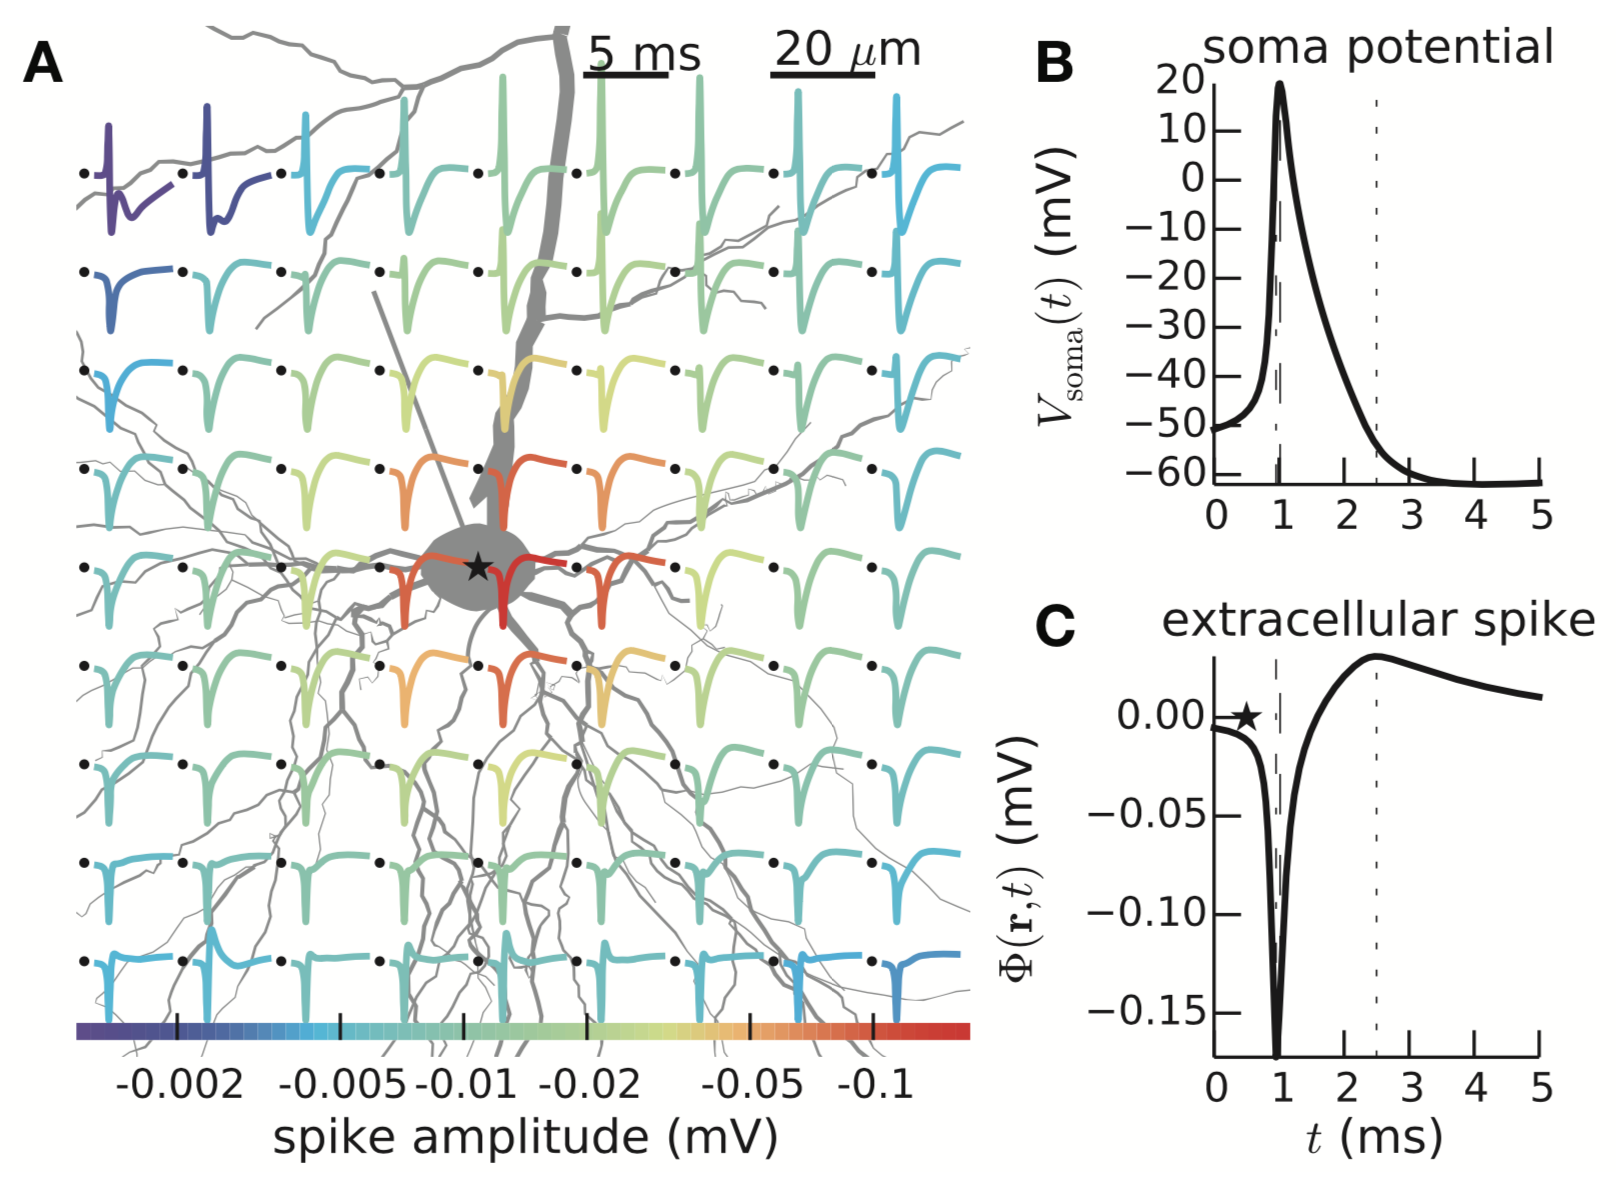 A
5 ms
20 μm
-0.002 -0.005 -0.01 -0.02 -0.05 -0.1
spike amplitude (mV)
B
soma potential
20
10
0
−10
−20
−30
−40
−50
−60
V_soma(t) (mV)
0 1 2 3 4 5
C
extracellular spike
0.00
−0.05
−0.10
−0.15
Φ(r,t) (mV)
0 1 2 3 4 5
t (ms)